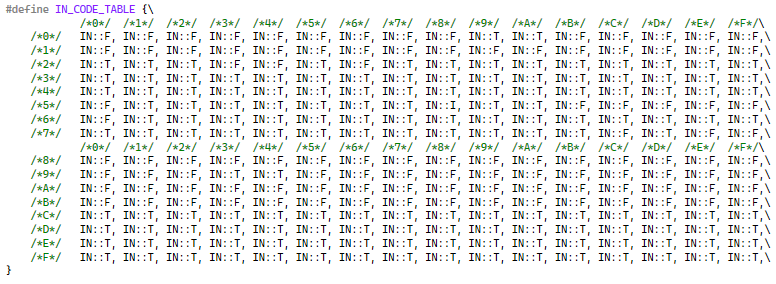 #define IN_CODE_TABLE {\
/*0*/ /*1*/ /*2*/ /*3*/ /*4*/ /*5*/ /*6*/ /*7*/ /*8*/ /*9*/ /*A*/ /*B*/ /*C*/ /*D*/ /*E*/ /*F*/\
/*0*/ IN::F, IN::F, IN::F, IN::F, IN::F, IN::F, IN::F, IN::F, IN::F, IN::T, IN::T, IN::F, IN::F, IN::F, IN::F, IN::F,\
/*1*/ IN::F, IN::F, IN::F, IN::F, IN::F, IN::F, IN::F, IN::F, IN::F, IN::F, IN::F, IN::F, IN::F, IN::F, IN::F, IN::F,\
/*2*/ IN::T, IN::T, IN::T, IN::T, IN::T, IN::T, IN::F, IN::T, IN::T, IN::T, IN::T, IN::T, IN::T, IN::T, IN::T, IN::T,\
/*3*/ IN::T, IN::T, IN::T, IN::T, IN::T, IN::T, IN::T, IN::T, IN::T, IN::T, IN::T, IN::T, IN::T, IN::T, IN::T, IN::T,\
/*4*/ IN::T, IN::T, IN::T, IN::T, IN::T, IN::T, IN::T, IN::T, IN::T, IN::T, IN::T, IN::T, IN::T, IN::T, IN::T, IN::T,\
/*5*/ IN::F, IN::T, IN::T, IN::T, IN::T, IN::T, IN::T, IN::T, IN::I, IN::T, IN::T, IN::F, IN::F, IN::F, IN::F, IN::T,\
/*6*/ IN::F, IN::T, IN::T, IN::T, IN::T, IN::T, IN::T, IN::T, IN::T, IN::T, IN::T, IN::T, IN::T, IN::T, IN::T, IN::T,\
/*7*/ IN::T, IN::T, IN::T, IN::T, IN::T, IN::T, IN::T, IN::T, IN::T, IN::T, IN::T, IN::T, IN::F, IN::T, IN::F, IN::T,\
/*0*/ /*1*/ /*2*/ /*3*/ /*4*/ /*5*/ /*6*/ /*7*/ /*8*/ /*9*/ /*A*/ /*B*/ /*C*/ /*D*/ /*E*/ /*F*/\
/*8*/ IN::F, IN::F, IN::F, IN::F, IN::F, IN::F, IN::F, IN::F, IN::F, IN::F, IN::F, IN::F, IN::F, IN::F, IN::F, IN::F,\
/*9*/ IN::F, IN::F, IN::F, IN::F, IN::F, IN::F, IN::F, IN::F, IN::F, IN::F, IN::F, IN::F, IN::F, IN::F, IN::F, IN::F,\
/*A*/ IN::F, IN::F, IN::F, IN::F, IN::F, IN::F, IN::F, IN::F, IN::F, IN::F, IN::F, IN::F, IN::F, IN::F, IN::F, IN::F,\
/*B*/ IN::F, IN::F, IN::F, IN::F, IN::F, IN::F, IN::F, IN::F, IN::F, IN::F, IN::F, IN::F, IN::F, IN::F, IN::F, IN::F,\
/*C*/ IN::T, IN::T, IN::T, IN::T, IN::T, IN::T, IN::T, IN::T, IN::T, IN::T, IN::T, IN::T, IN::T, IN::T, IN::T, IN::T,\
/*D*/ IN::T, IN::T, IN::T, IN::T, IN::T, IN::T, IN::T, IN::T, IN::T, IN::T, IN::T, IN::T, IN::T, IN::T, IN::T, IN::T,\
/*E*/ IN::T, IN::T, IN::T, IN::T, IN::T, IN::T, IN::T, IN::T, IN::T, IN::T, IN::T, IN::T, IN::T, IN::T, IN::T, IN::T,\
/*F*/ IN::T, IN::T, IN::T, IN::T, IN::T, IN::T, IN::T, IN::T, IN::T, IN::T, IN::T, IN::T, IN::T, IN::T, IN::T, IN::T,\
}